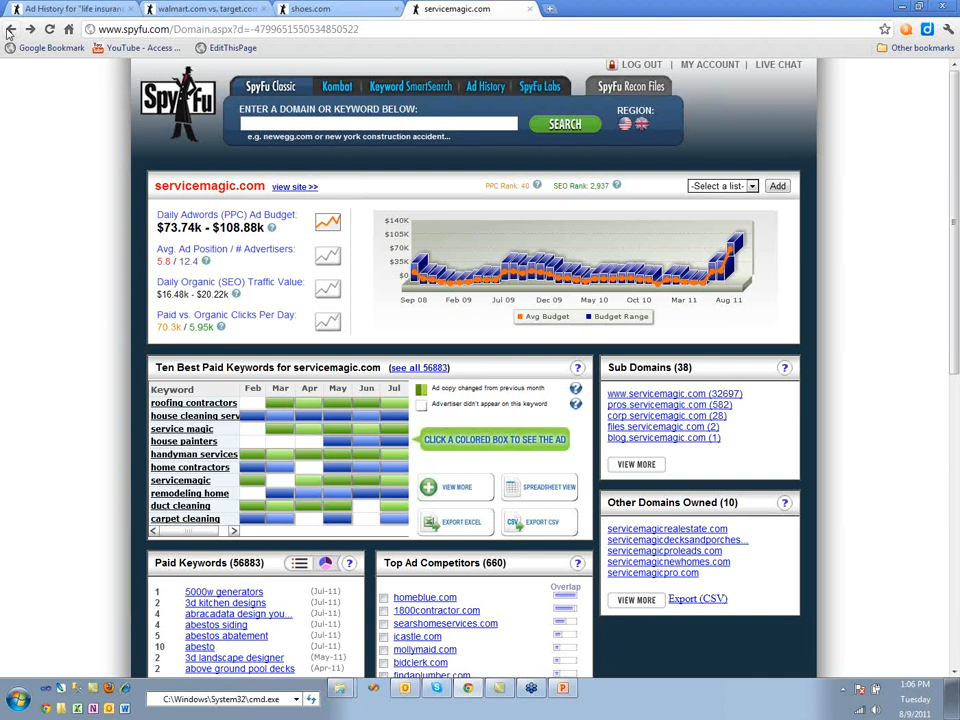 Ad History for "life insuran
walmart.com vs. target.com
shoes.com
servicemagic.com
www.spyfu.com/Domain.aspx?d=-4799651550534850522
Google Bookmark
YouTube - Access ...
EditThisPage
Other bookmarks
LOG OUT | MY ACCOUNT | LIVE CHAT
SpyFu
SpyFu Classic
Kombat
Keyword SmartSearch
Ad History
SpyFu Labs
SpyFu Recon Files
ENTER A DOMAIN OR KEYWORD BELOW:
REGION:
SEARCH
e.g. newegg.com or new york construction accident...
servicemagic.com view site >>
PPC Rank: 40
SEO Rank: 2,937
-Select a list-
Add
Daily Adwords (PPC) Ad Budget:
$73.74k - $108.88k
Avg. Ad Position / # Advertisers:
5.8 / 12.4
Daily Organic (SEO) Traffic Value:
$16.48k - $20.22k
Paid vs. Organic Clicks Per Day:
70.3k / 5.95k
$140K
$105K
$70K
$35K
$0
Sep 08 Feb 09 Jul 09 Dec 09 May 10 Oct 10 Mar 11 Aug 11
Avg Budget Budget Range
Ten Best Paid Keywords for servicemagic.com (see all 56883)
Keyword Feb Mar Apr May Jun Jul
roofing contractors
house cleaning serv
service magic
house painters
handyman services
home contractors
servicemagic
remodeling home
duct cleaning
carpet cleaning
Ad copy changed from previous month
Advertiser didn't appear on this keyword
CLICK A COLORED BOX TO SEE THE AD
VIEW MORE
SPREADSHEET VIEW
EXPORT EXCEL
EXPORT CSV
Sub Domains (38)
www.servicemagic.com (32697)
pros.servicemagic.com (582)
corp.servicemagic.com (28)
files.servicemagic.com (2)
blog.servicemagic.com (1)
VIEW MORE
Other Domains Owned (10)
servicemagicrealestate.com
servicemagicdecksandporches...
servicemagicproleads.com
servicemagicnewhomes.com
servicemagicpro.com
VIEW MORE
Export (CSV)
Paid Keywords (56883)
1 5000w generators (Jul-11)
2 3d kitchen designs (Jul-11)
4 abracadata design you... (Jul-11)
4 abestos siding (Jul-11)
5 abestos abatement (Jul-11)
10 abesto (Jul-11)
2 3d landscape designer (May-11)
2 above ground pool decks (Apr-11)
Top Ad Competitors (660)
Overlap
homeblue.com
1800contractor.com
searshomeservices.com
icastle.com
mollymaid.com
bidclerk.com
findaplumber.com
C:\Windows\System32\cmd.exe
1:06 PM
Tuesday
8/9/2011